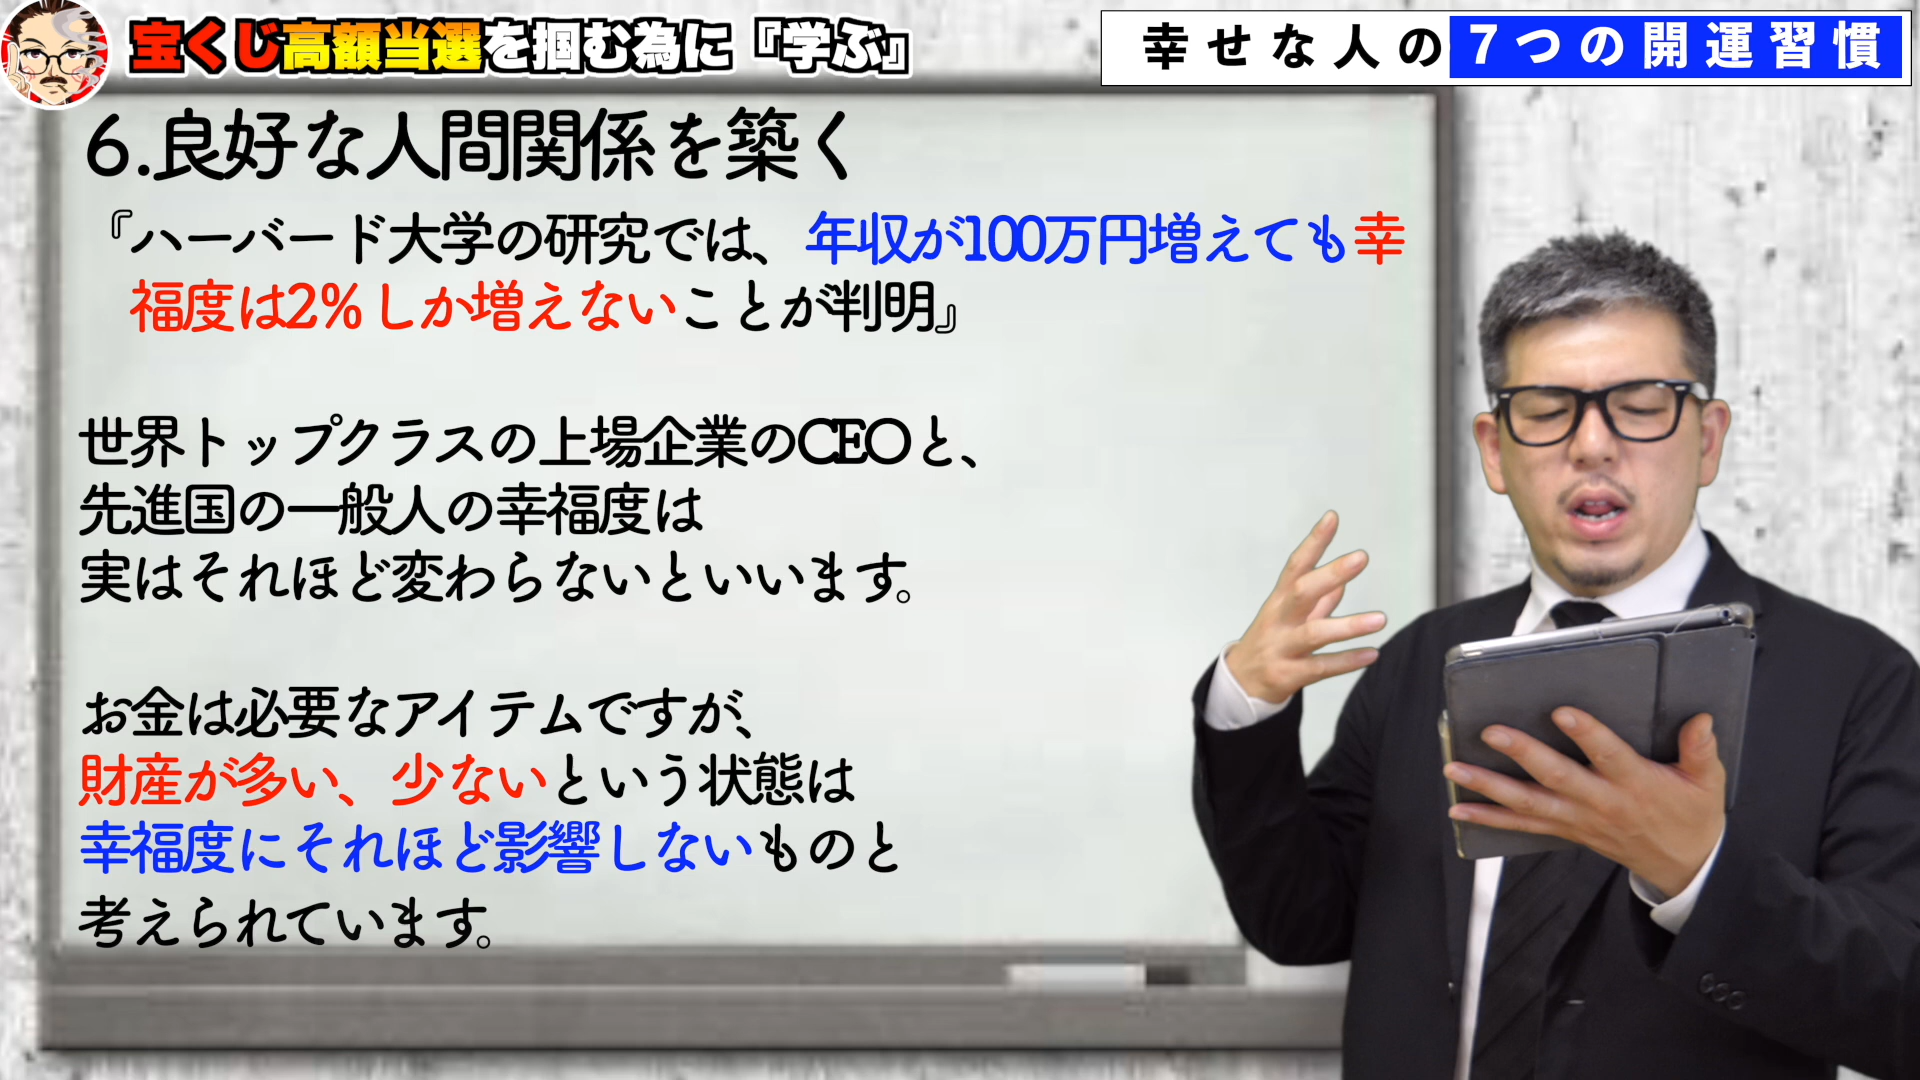 宝くじ高額当選を掴む為に『学ぶ』
幸せな人の7つの開運習慣
6.良好な人間関係を築く
『ハーバード大学の研究では、年収が100万円増えても幸
福度は2%しか増えないことが判明』
世界トップクラスの上場企業のCEOと、
先進国の一般人の幸福度は
実はそれほど変わらないといいます。
お金は必要なアイテムですが、
財産が多い、少ないという状態は
幸福度にそれほど影響しないものと
考えられています。